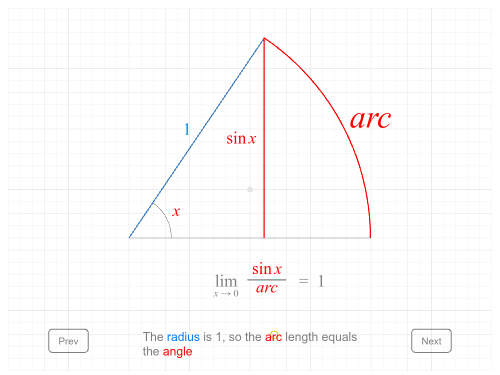 1
sin x
arc
x
lim x → 0 sin x / arc = 1
Prev
The radius is 1, so the arc length equals
the angle
Next